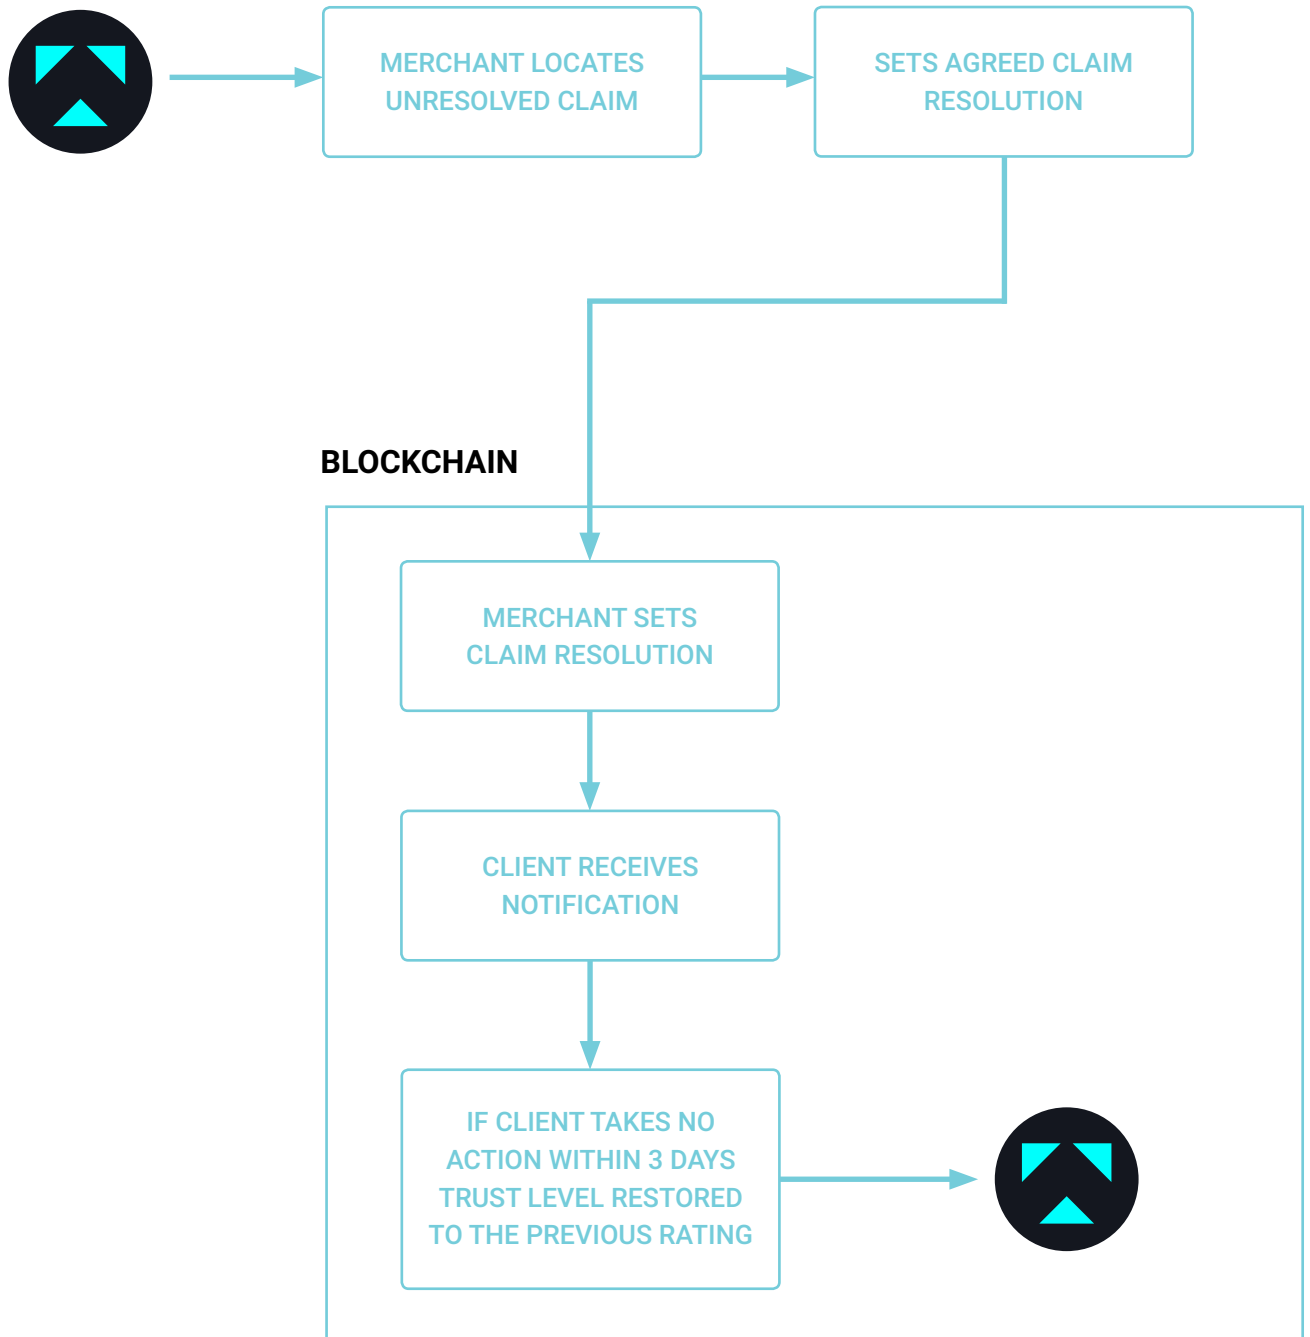 MERCHANT LOCATES
UNRESOLVED CLAIM
SETS AGREED CLAIM
RESOLUTION
BLOCKCHAIN
MERCHANT SETS
CLAIM RESOLUTION
CLIENT RECEIVES
NOTIFICATION
IF CLIENT TAKES NO
ACTION WITHIN 3 DAYS
TRUST LEVEL RESTORED
TO THE PREVIOUS RATING